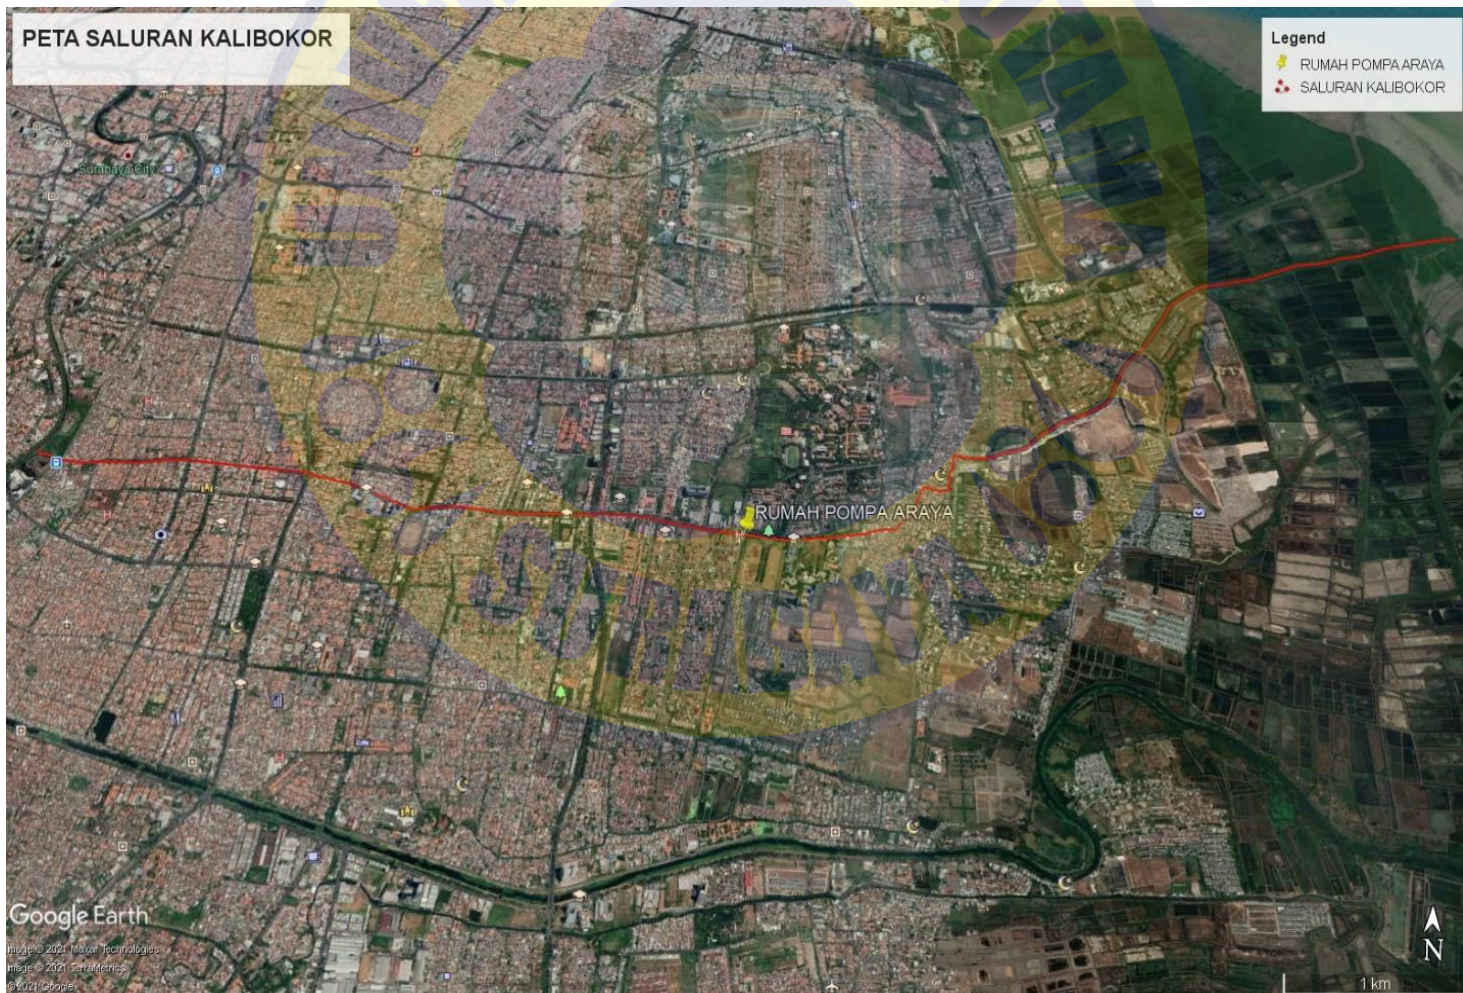 PETA SALURAN KALIBOKOR
Legend
RUMAH POMPA ARAYA
SALURAN KALIBOKOR
Surabaya City
RUMAH POMPA ARAYA
SURABAYA
Google Earth
Image © 2021 Maxar Technologies
Image © 2021 TerraMetrics
© 2021 Google
N
1 km